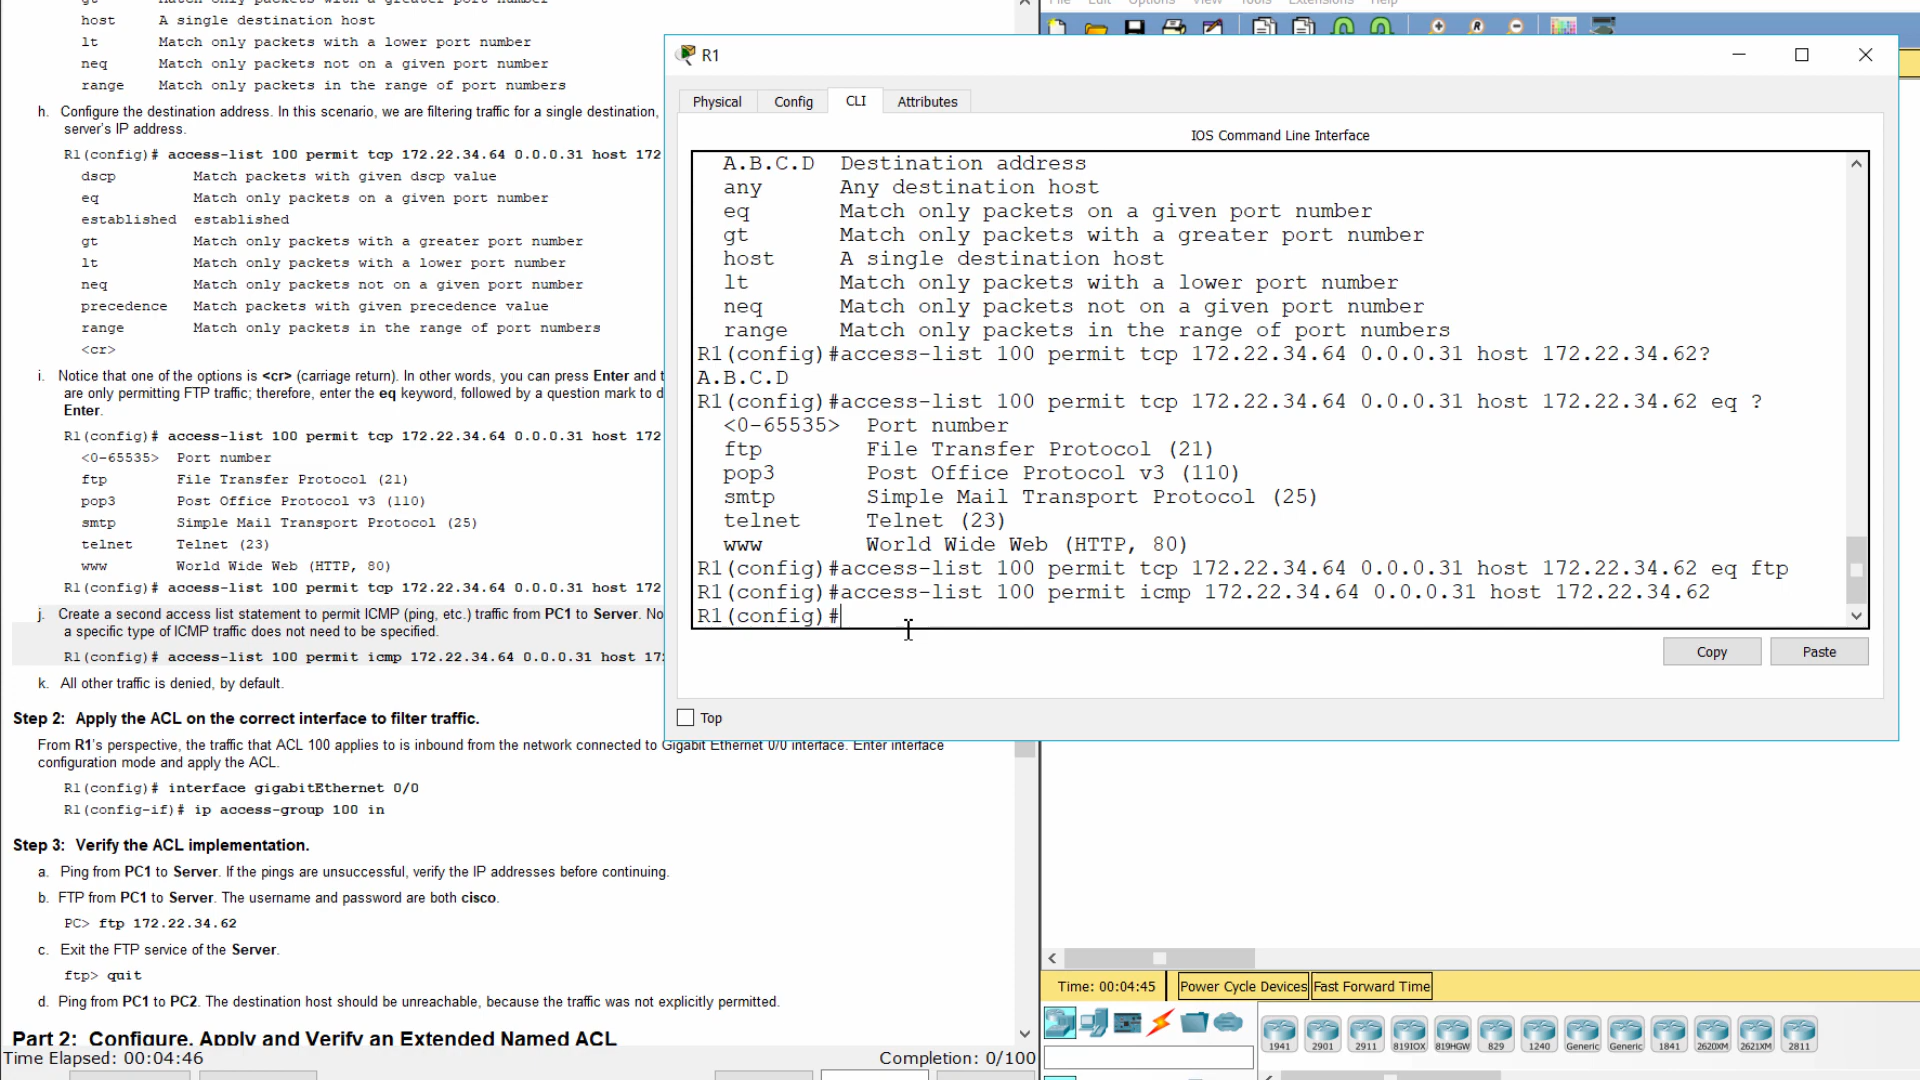 host A single destination host
lt Match only packets with a lower port number
neq Match only packets not on a given port number
range Match only packets in the range of port numbers
h. Configure the destination address. In this scenario, we are filtering traffic for a single destination,
server's IP address.
R1(config)# access-list 100 permit tcp 172.22.34.64 0.0.0.31 host 172
dscp Match packets with given dscp value
eq Match only packets on a given port number
established established
gt Match only packets with a greater port number
lt Match only packets with a lower port number
neq Match only packets not on a given port number
precedence Match packets with given precedence value
range Match only packets in the range of port numbers
<cr>
i. Notice that one of the options is <cr> (carriage return). In other words, you can press Enter and t
are only permitting FTP traffic; therefore, enter the eq keyword, followed by a question mark to d
Enter.
R1(config)# access-list 100 permit tcp 172.22.34.64 0.0.0.31 host 172
<0-65535> Port number
ftp File Transfer Protocol (21)
pop3 Post Office Protocol v3 (110)
smtp Simple Mail Transport Protocol (25)
telnet Telnet (23)
www World Wide Web (HTTP, 80)
R1(config)# access-list 100 permit tcp 172.22.34.64 0.0.0.31 host 172
j. Create a second access list statement to permit ICMP (ping, etc.) traffic from PC1 to Server. No
a specific type of ICMP traffic does not need to be specified.
R1(config)# access-list 100 permit icmp 172.22.34.64 0.0.0.31 host 17
k. All other traffic is denied, by default.
Step 2: Apply the ACL on the correct interface to filter traffic.
From R1's perspective, the traffic that ACL 100 applies to is inbound from the network connected to Gigabit Ethernet 0/0 interface. Enter interface
configuration mode and apply the ACL.
R1(config)# interface gigabitEthernet 0/0
R1(config-if)# ip access-group 100 in
Step 3: Verify the ACL implementation.
a. Ping from PC1 to Server. If the pings are unsuccessful, verify the IP addresses before continuing.
b. FTP from PC1 to Server. The username and password are both cisco.
PC> ftp 172.22.34.62
c. Exit the FTP service of the Server.
ftp> quit
d. Ping from PC1 to PC2. The destination host should be unreachable, because the traffic was not explicitly permitted.
Part 2: Configure, Apply and Verify an Extended Named ACL
Time Elapsed: 00:04:46 Completion: 0/100
File Edit Options View Tools Extensions Help
R1
Physical Config CLI Attributes
IOS Command Line Interface
A.B.C.D Destination address
any Any destination host
eq Match only packets on a given port number
gt Match only packets with a greater port number
host A single destination host
lt Match only packets with a lower port number
neq Match only packets not on a given port number
range Match only packets in the range of port numbers
R1(config)#access-list 100 permit tcp 172.22.34.64 0.0.0.31 host 172.22.34.62?
A.B.C.D
R1(config)#access-list 100 permit tcp 172.22.34.64 0.0.0.31 host 172.22.34.62 eq ?
<0-65535> Port number
ftp File Transfer Protocol (21)
pop3 Post Office Protocol v3 (110)
smtp Simple Mail Transport Protocol (25)
telnet Telnet (23)
www World Wide Web (HTTP, 80)
R1(config)#access-list 100 permit tcp 172.22.34.64 0.0.0.31 host 172.22.34.62 eq ftp
R1(config)#access-list 100 permit icmp 172.22.34.64 0.0.0.31 host 172.22.34.62
R1(config)#
Copy Paste
Top
Time: 00:04:45 Power Cycle Devices Fast Forward Time
1941 2901 2911 819IOX 819HGW 829 1240 Generic Generic 1841 2620XM 2621XM 2811